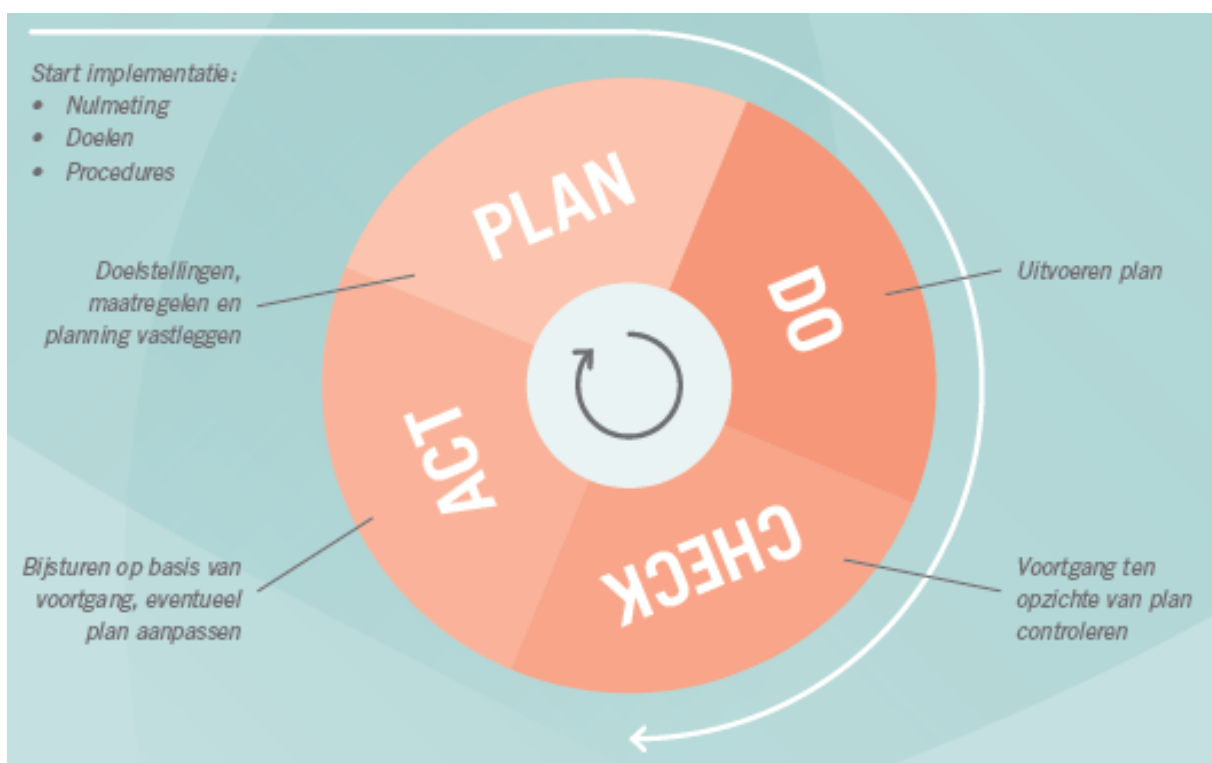 Start implementatie:
• Nulmeting
• Doelen
• Procedures
PLAN
Doelstellingen,
maatregelen en
planning vastleggen
DO
Uitvoeren plan
CHECK
Voortgang ten
opzichte van plan
controleren
ACT
Bijsturen op basis van
voortgang, eventueel
plan aanpassen